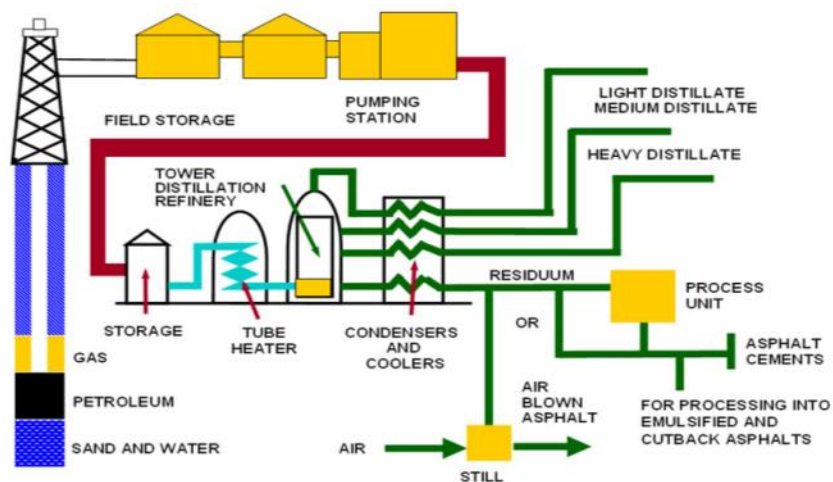 FIELD STORAGE
PUMPING
STATION
LIGHT DISTILLATE
MEDIUM DISTILLATE
HEAVY DISTILLATE
TOWER
DISTILLATION
REFINERY
STORAGE
TUBE
HEATER
CONDENSERS
AND
COOLERS
RESIDUUM
OR
PROCESS
UNIT
ASPHALT
CEMENTS
GAS
PETROLEUM
SAND AND WATER
AIR
BLOWN
ASPHALT
AIR
STILL
FOR PROCESSING INTO
EMULSIFIED AND
CUTBACK ASPHALTS